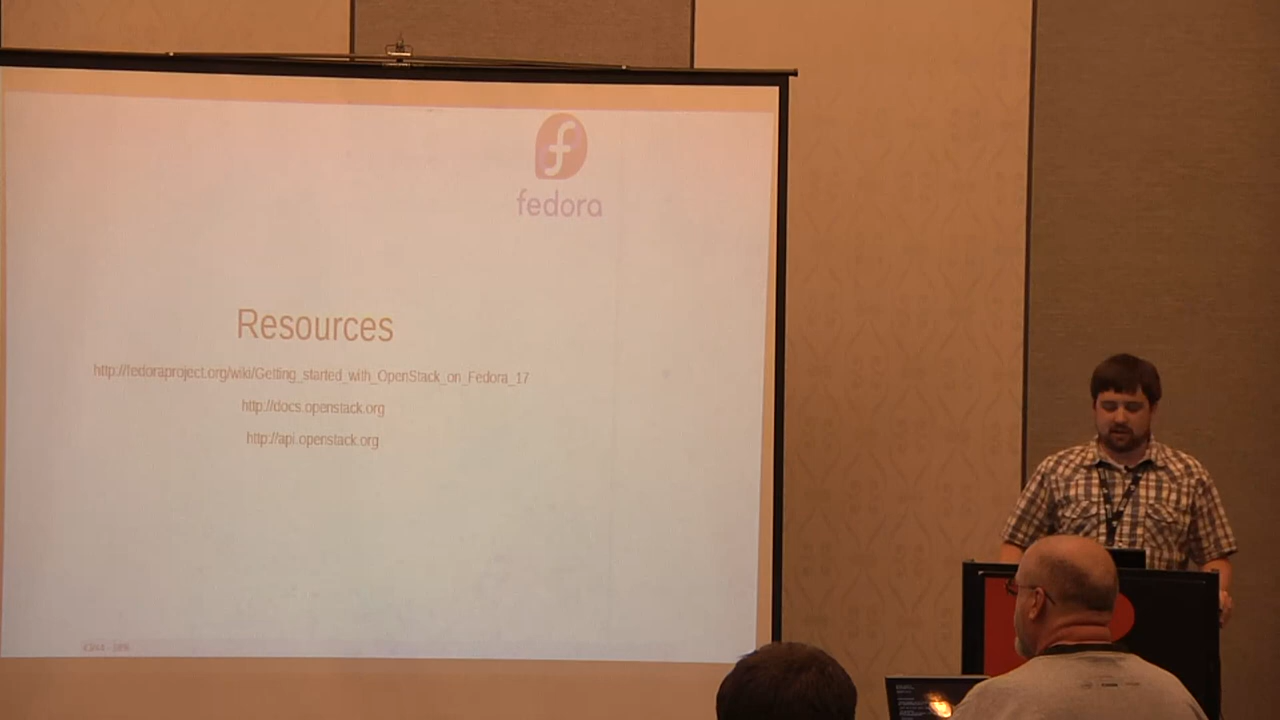 fedora
Resources
http://fedoraproject.org/wiki/Getting_started_with_OpenStack_on_Fedora_17
http://docs.openstack.org
http://api.openstack.org